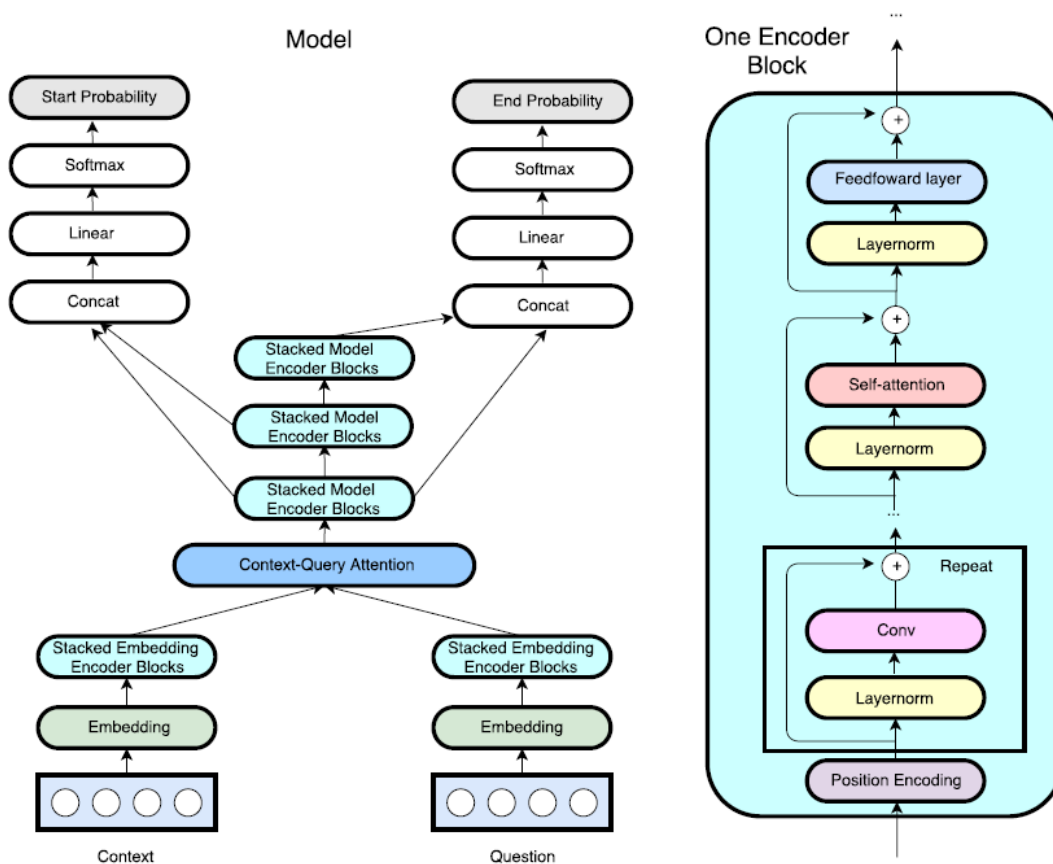 Model
Start Probability
Softmax
Linear
Concat
End Probability
Softmax
Linear
Concat
Stacked Model
Encoder Blocks
Stacked Model
Encoder Blocks
Stacked Model
Encoder Blocks
Context-Query Attention
Stacked Embedding
Encoder Blocks
Stacked Embedding
Encoder Blocks
Embedding
Embedding
Context
Question
One Encoder
Block
...
+
Feedfoward layer
Layernorm
+
Self-attention
Layernorm
...
+
Repeat
Conv
Layernorm
Position Encoding